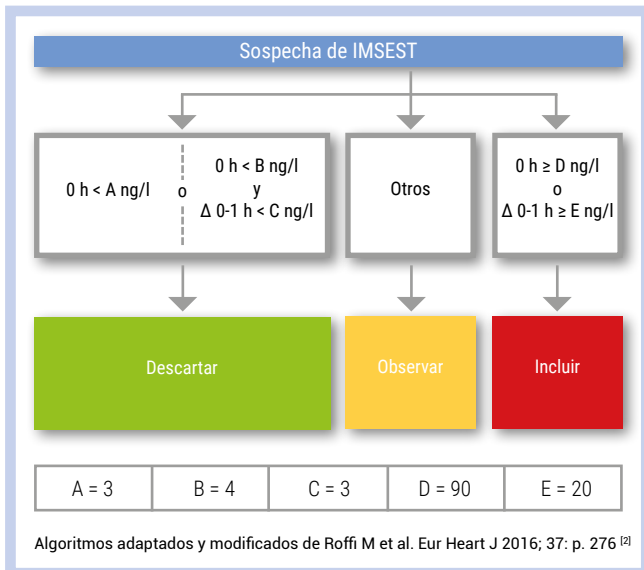 Sospecha de IMSEST
0 h < A ng/l
o
0 h < B ng/l
y
Δ 0-1 h < C ng/l
Otros
0 h ≥ D ng/l
o
Δ 0-1 h ≥ E ng/l
Descartar
Observar
Incluir
A = 3
B = 4
C = 3
D = 90
E = 20
Algoritmos adaptados y modificados de Roffi M et al. Eur Heart J 2016; 37: p. 276 [2]